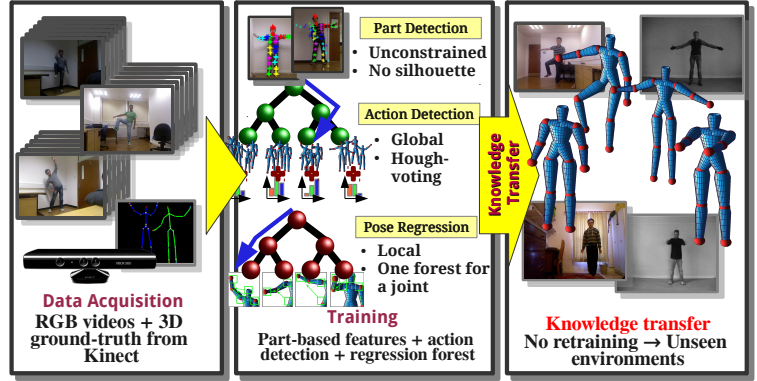 Data Acquisition
RGB videos + 3D
ground-truth from
Kinect
Part Detection
• Unconstrained
• No silhouette
Action Detection
• Global
• Hough-
voting
Pose Regression
• Local
• One forest for
a joint
Training
Part-based features + action
detection + regression forest
Knowledge
Transfer
Knowledge transfer
No retraining → Unseen
environments